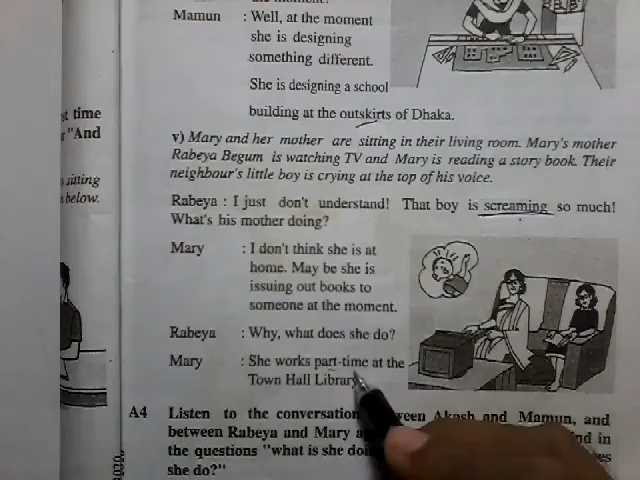 the moment?
Mamun : Well, at the moment
she is designing
something different.
She is designing a school
building at the outskirts of Dhaka.
time
"And
sitting
below.
v) Mary and her mother are sitting in their living room. Mary's mother
Rabeya Begum is watching TV and Mary is reading a story book. Their
neighbour's little boy is crying at the top of his voice.
Rabeya : I just don't understand! That boy is screaming so much!
What's his mother doing?
Mary : I don't think she is at
home. May be she is
issuing out books to
someone at the moment.
Rabeya : Why, what does she do?
Mary : She works part-time at the
Town Hall Library
A4 Listen to the conversation Akash and Mamun, and
between Rabeya and Mary in
the questions "what is she
she do?"